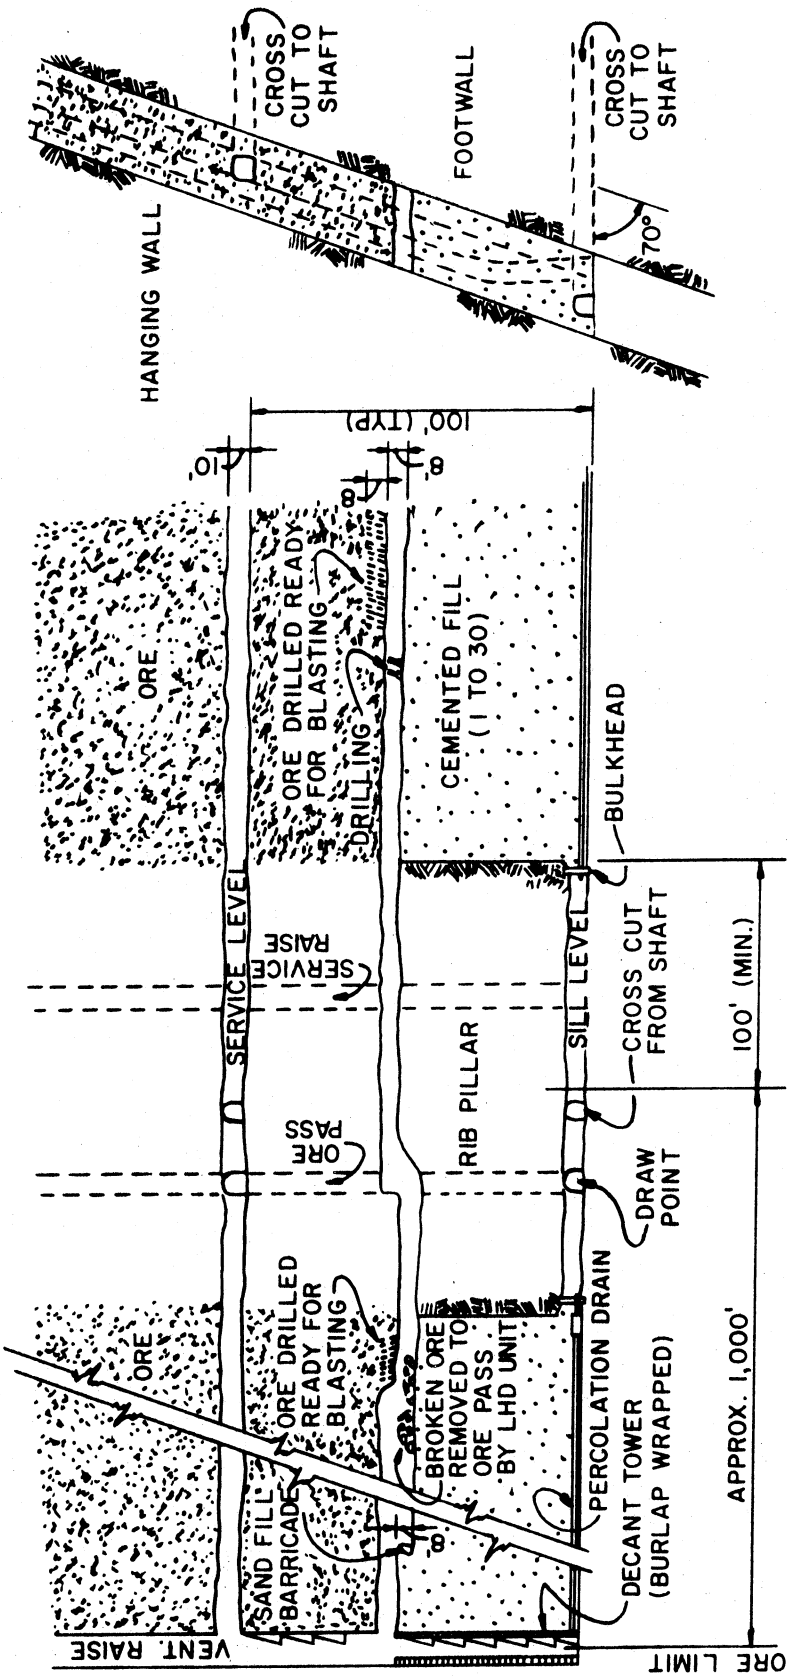 CROSS
CUT TO
SHAFT
HANGING WALL
FOOTWALL
CROSS
CUT TO
SHAFT
70°
10'
100' (TYP)
8'
8'
ORE
ORE DRILLED READY
FOR BLASTING
DRILLING
CEMENTED FILL
(1 TO 30)
BULKHEAD
SERVICE LEVEL
SERVICE
RAISE
SILL LEVEL
CROSS CUT
FROM SHAFT
100' (MIN.)
ORE
PASS
RIB PILLAR
DRAW
POINT
ORE
ORE DRILLED
READY FOR
BLASTING
BROKEN ORE
REMOVED TO
ORE PASS
BY LHD UNIT
SAND FILL
BARRICADE
8'
PERCOLATION DRAIN
DECANT TOWER
(BURLAP WRAPPED)
APPROX. 1,000'
VENT. RAISE
ORE LIMIT